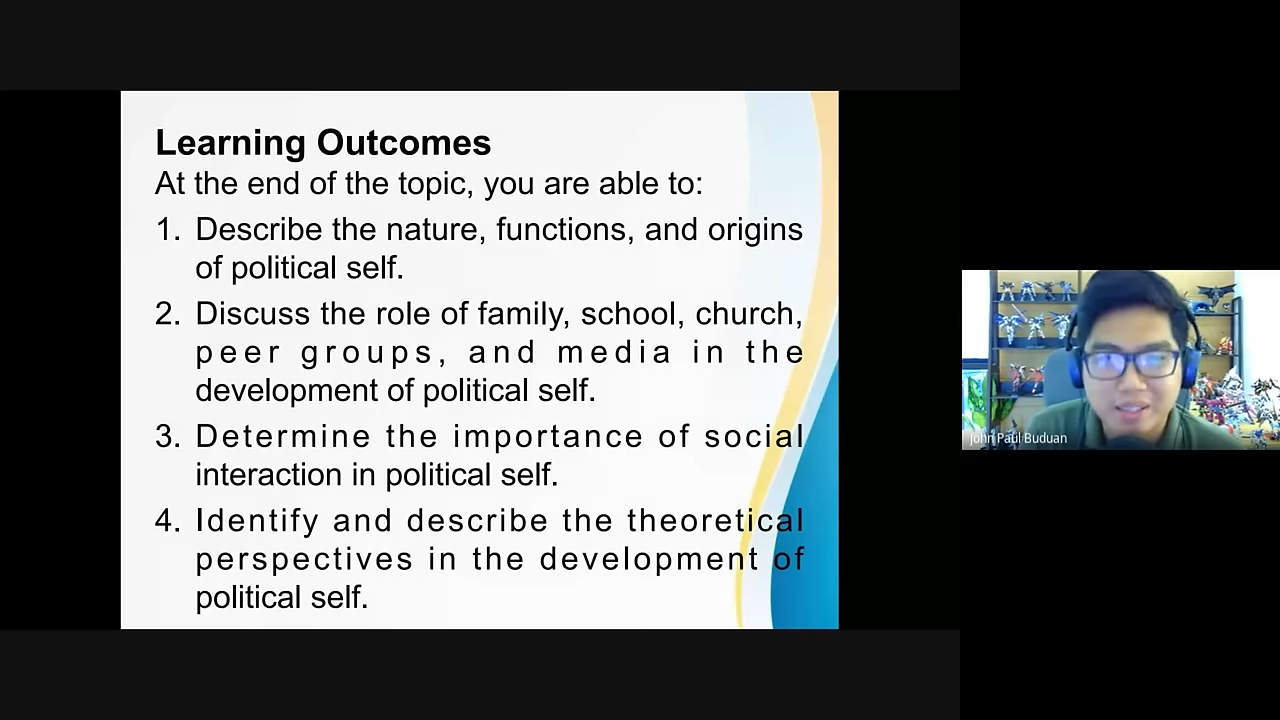 Learning Outcomes
At the end of the topic, you are able to:
1. Describe the nature, functions, and origins
of political self.
2. Discuss the role of family, school, church,
peer groups, and media in the
development of political self.
3. Determine the importance of social
interaction in political self.
4. Identify and describe the theoretical
perspectives in the development of
political self.
John Paul Buduan